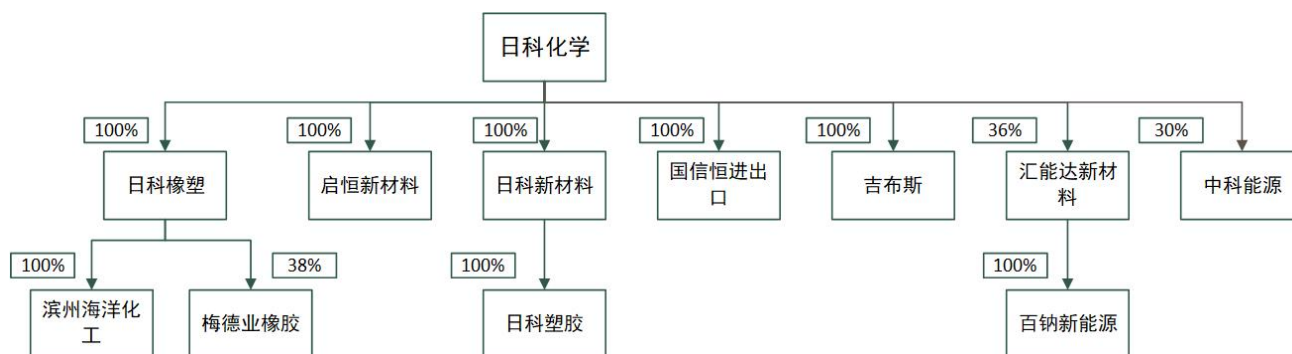 日科化学
100%
100%
100%
100%
100%
36%
30%
日科橡塑
启恒新材料
日科新材料
国信恒进出
口
吉布斯
汇能达新材
料
中科能源
100%
38%
100%
100%
滨州海洋化
工
梅德业橡胶
日科塑胶
百钠新能源